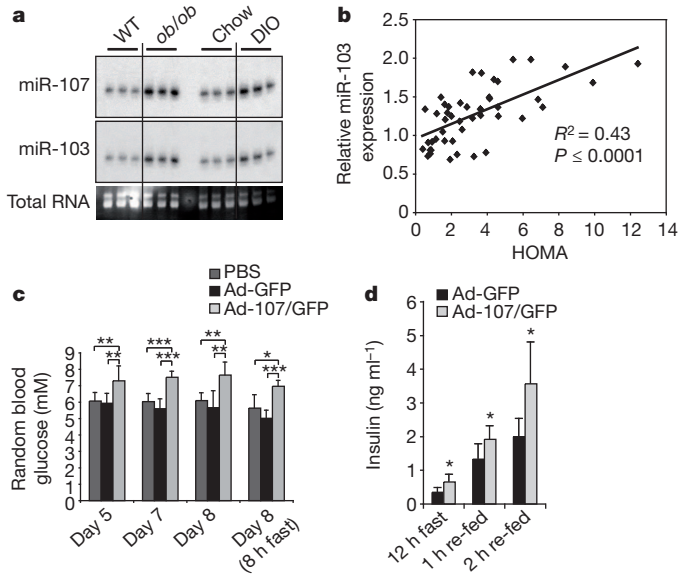 a
WT
ob/ob
Chow
DIO
miR-107
miR-103
Total RNA
b
Relative miR-103
expression
2.5
2.0
1.5
1.0
0.5
0
R² = 0.43
P ≤ 0.0001
0 2 4 6 8 10 12 14
HOMA
c
PBS
Ad-GFP
Ad-107/GFP
Random blood
glucose (mM)
9
8
7
6
5
4
3
2
1
0
** ** *** *** ** ** * ***
Day 5
Day 7
Day 8
Day 8
(8 h fast)
d
Ad-GFP
Ad-107/GFP
Insulin (ng ml⁻¹)
6
5
4
3
2
1
0
* * *
12 h fast
1 h re-fed
2 h re-fed